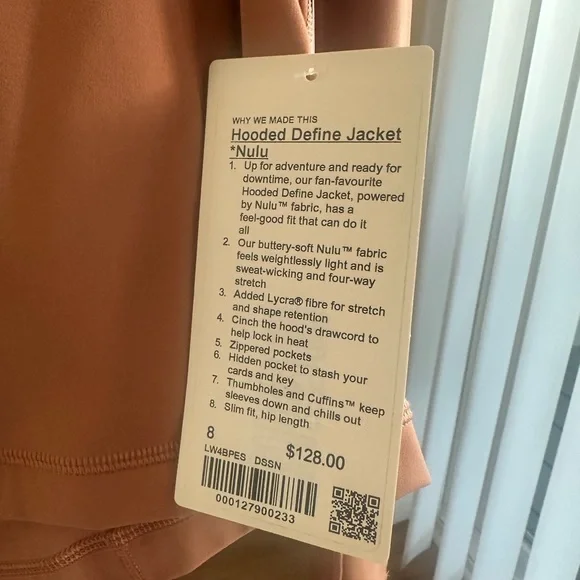 WHY WE MADE THIS
Hooded Define Jacket
*Nulu
1. Up for adventure and ready for
downtime, our fan-favourite
Hooded Define Jacket, powered
by Nulu™ fabric, has a
feel-good fit that can do it
all
2. Our buttery-soft Nulu™ fabric
feels weightlessly light and is
sweat-wicking and four-way
stretch
3. Added Lycra® fibre for stretch
and shape retention
4. Cinch the hood's drawcord to
help lock in heat
5. Zippered pockets
6. Hidden pocket to stash your
cards and key
7. Thumbholes and Cuffins™ keep
sleeves down and chills out
8. Slim fit, hip length
8 $128.00
LW4BPES DSSN
000127900233